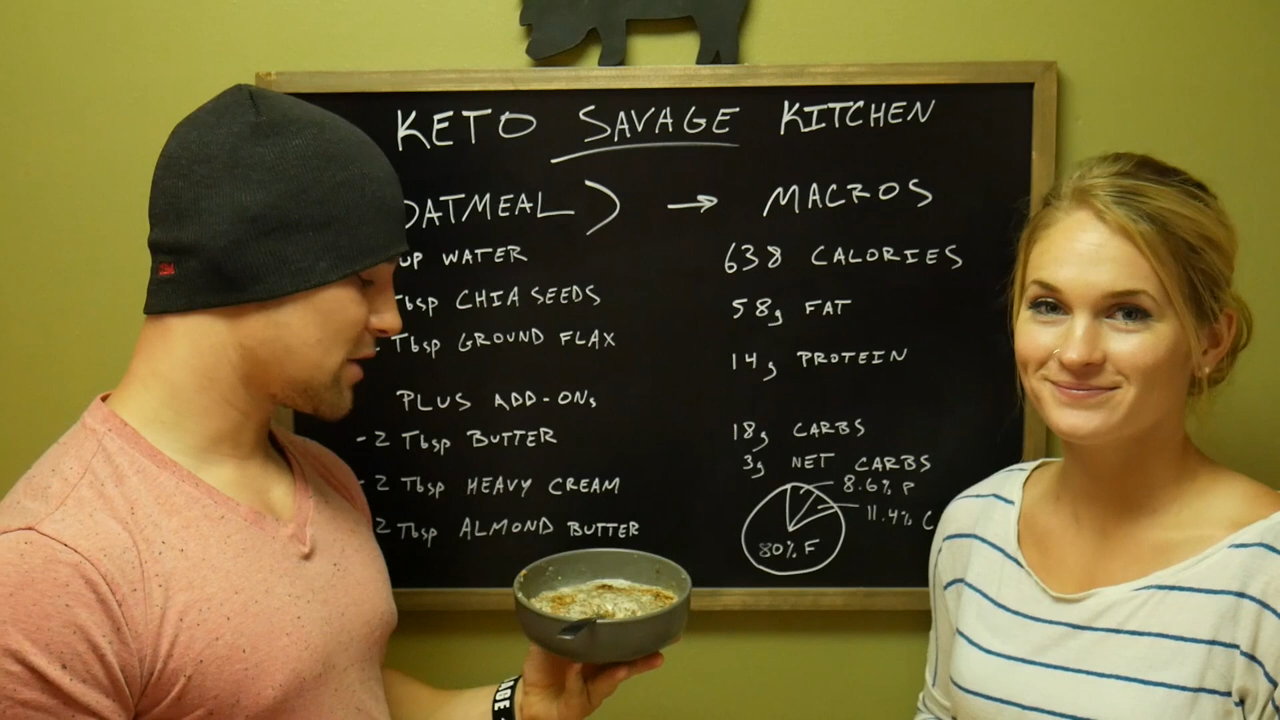 KETO SAVAGE KITCHEN
OATMEAL) → MACROS
UP WATER
Tbsp CHIA SEEDS
Tbsp GROUND FLAX
PLUS ADD-ONs
-2 Tbsp BUTTER
-2 Tbsp HEAVY CREAM
2 Tbsp ALMOND BUTTER
638 CALORIES
58g FAT
14g PROTEIN
18g CARBS
3g NET CARBS
8.6% P
11.4% C
80% F
AGE